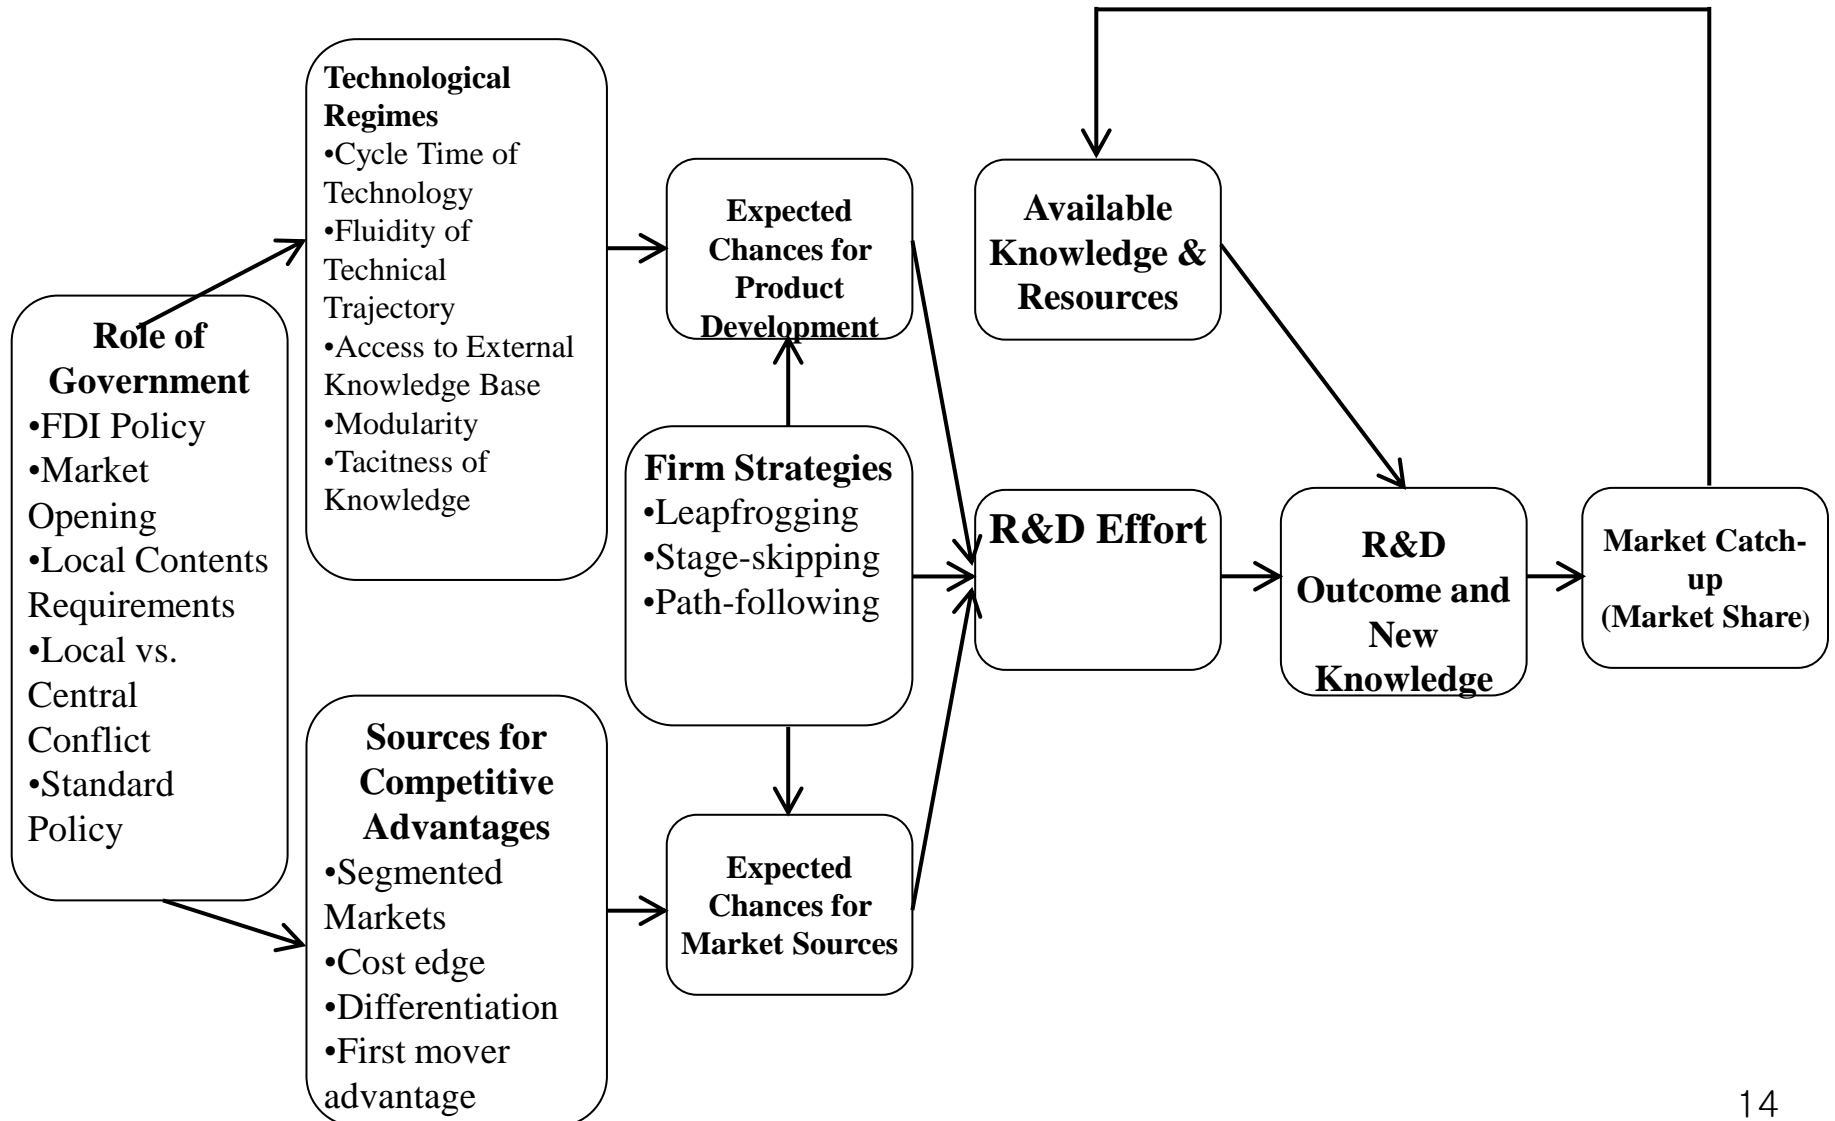 Technological
Regimes
•Cycle Time of
Technology
•Fluidity of
Technical
Trajectory
•Access to External
Knowledge Base
•Modularity
•Tacitness of
Knowledge
Expected
Chances for
Product
Development
Available
Knowledge &
Resources
Role of
Government
•FDI Policy
•Market
Opening
•Local Contents
Requirements
•Local vs.
Central
Conflict
•Standard
Policy
Firm Strategies
•Leapfrogging
•Stage-skipping
•Path-following
R&D Effort
R&D
Outcome and
New
Knowledge
Market Catch-
up
(Market Share)
Sources for
Competitive
Advantages
•Segmented
Markets
•Cost edge
•Differentiation
•First mover
advantage
Expected
Chances for
Market Sources
14